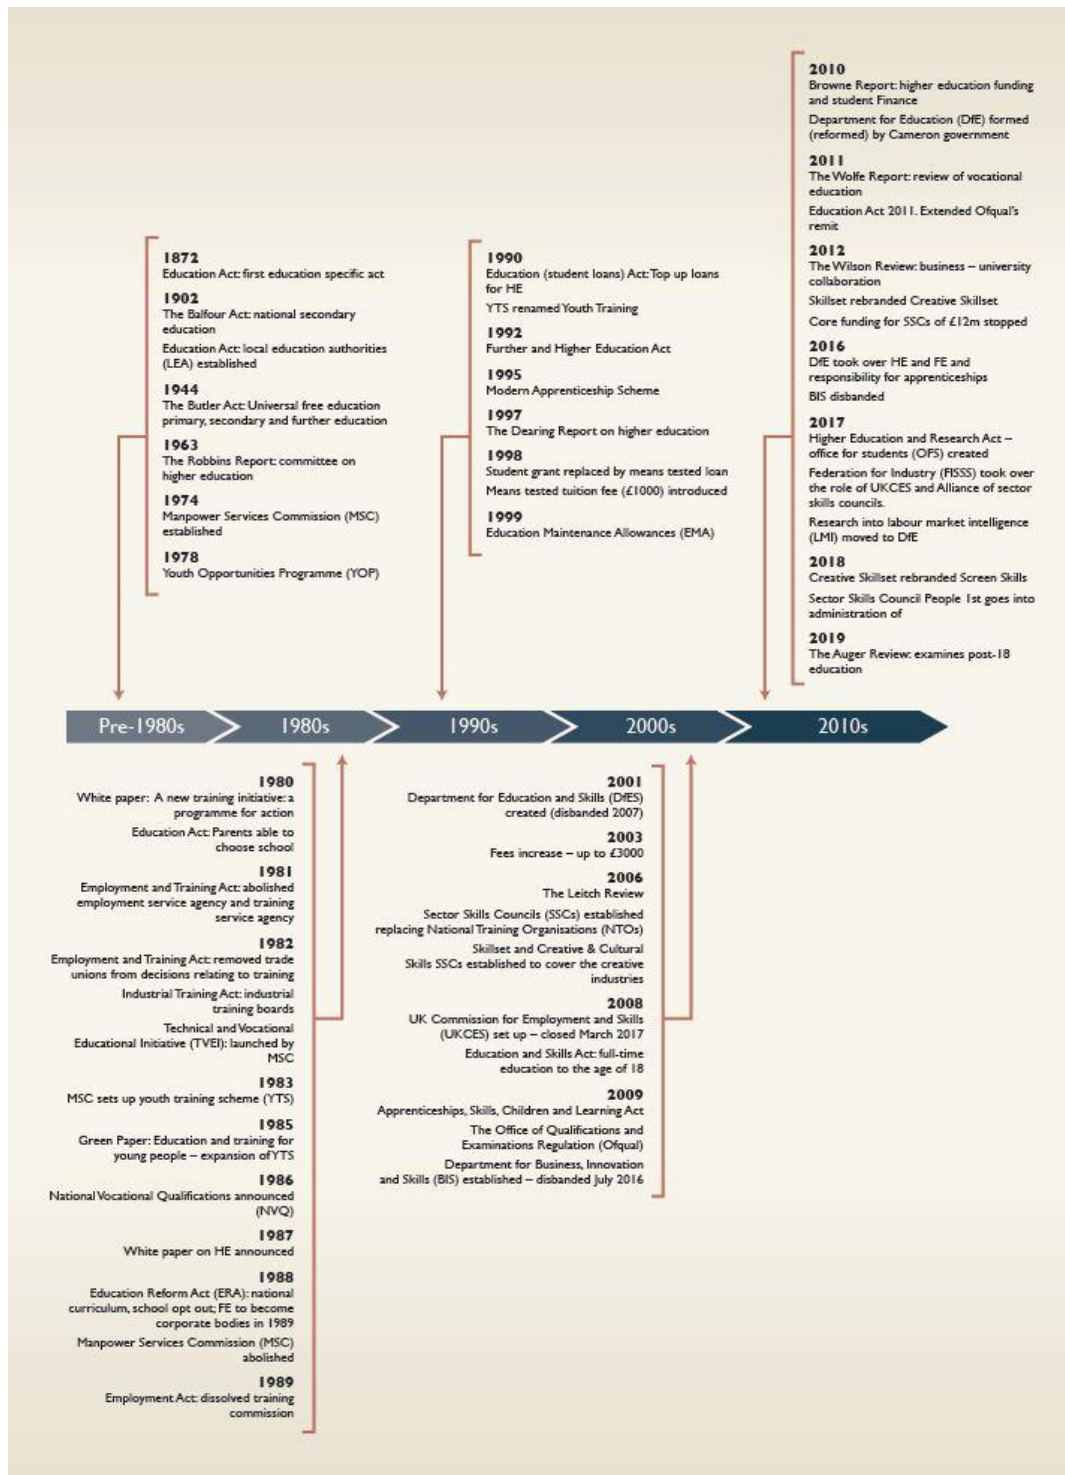 1872
Education Act: first education specific act
1902
The Balfour Act: national secondary
education
Education Act: local education authorities
(LEA) established
1944
The Butler Act: Universal free education
primary, secondary and further education
1963
The Robbins Report: committee on
higher education
1974
Manpower Services Commission (MSC)
established
1978
Youth Opportunities Programme (YOP)
1990
Education (student loans) Act: Top up loans
for HE
YTS renamed Youth Training
1992
Further and Higher Education Act
1995
Modern Apprenticeship Scheme
1997
The Dearing Report on higher education
1998
Student grant replaced by means tested loan
Means tested tuition fee (£1000) introduced
1999
Education Maintenance Allowances (EMA)
2010
Browne Report: higher education funding
and student Finance
Department for Education (DfE) formed
(reformed) by Cameron government
2011
The Wolfe Report: review of vocational
education
Education Act 2011. Extended Ofqual's
remit
2012
The Wilson Review: business – university
collaboration
Skillset rebranded Creative Skillset
Core funding for SSCs of £12m stopped
2016
DfE took over HE and FE and
responsibility for apprenticeships
BIS disbanded
2017
Higher Education and Research Act –
office for students (OFS) created
Federation for Industry (FISSS) took over
the role of UKCES and Alliance of sector
skills councils.
Research into labour market intelligence
(LMI) moved to DfE
2018
Creative Skillset rebranded Screen Skills
Sector Skills Council People 1st goes into
administration of
2019
The Auger Review: examines post-18
education
Pre-1980s
1980s
1990s
2000s
2010s
1980
White paper: A new training initiative: a
programme for action
Education Act: Parents able to
choose school
1981
Employment and Training Act: abolished
employment service agency and training
service agency
1982
Employment and Training Act: removed trade
unions from decisions relating to training
Industrial Training Act: industrial
training boards
Technical and Vocational
Educational Initiative (TVEI): launched by
MSC
1983
MSC sets up youth training scheme (YTS)
1985
Green Paper: Education and training for
young people – expansion of YTS
1986
National Vocational Qualifications announced
(NVQ)
1987
White paper on HE announced
1988
Education Reform Act (ERA): national
curriculum, school opt out; FE to become
corporate bodies in 1989
Manpower Services Commission (MSC)
abolished
1989
Employment Act: dissolved training
commission
2001
Department for Education and Skills (DfES)
created (disbanded 2007)
2003
Fees increase – up to £3000
2006
The Leitch Review
Sector Skills Councils (SSCs) established
replacing National Training Organisations (NTOs)
Skillset and Creative & Cultural
Skills SSCs established to cover the creative
industries
2008
UK Commission for Employment and Skills
(UKCES) set up – closed March 2017
Education and Skills Act: full-time
education to the age of 18
2009
Apprenticeships, Skills, Children and Learning Act
The Office of Qualifications and
Examinations Regulation (Ofqual)
Department for Business, Innovation
and Skills (BIS) established – disbanded July 2016